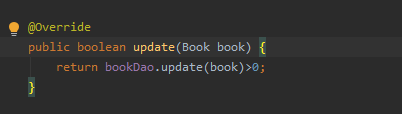 @Override
public boolean update(Book book) {
    return bookDao.update(book)>0;
}